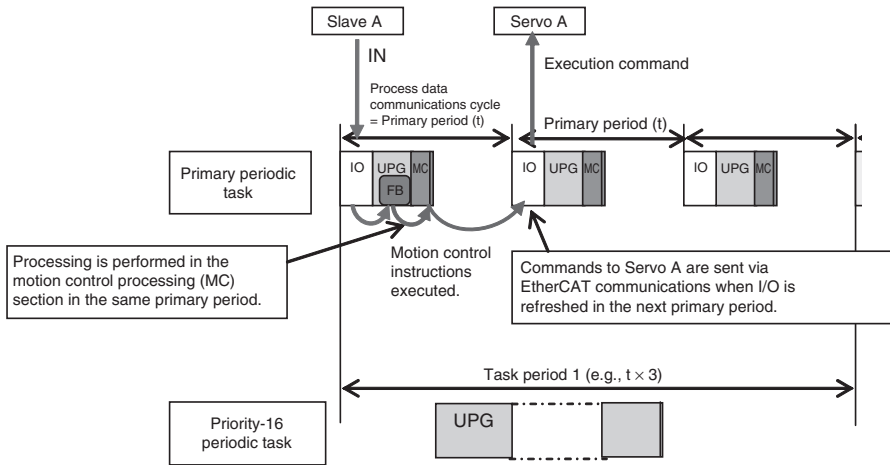 Slave A
Servo A
IN
Execution command
Process data
communications cycle
= Primary period (t)
Primary period (t)
Primary periodic
task
IO
UPG
MC
FB
IO
UPG
MC
IO
UPG
MC
Processing is performed in the
motion control processing (MC)
section in the same primary period.
Motion control
instructions
executed.
Commands to Servo A are sent via
EtherCAT communications when I/O is
refreshed in the next primary period.
Task period 1 (e.g., t × 3)
Priority-16
periodic task
UPG